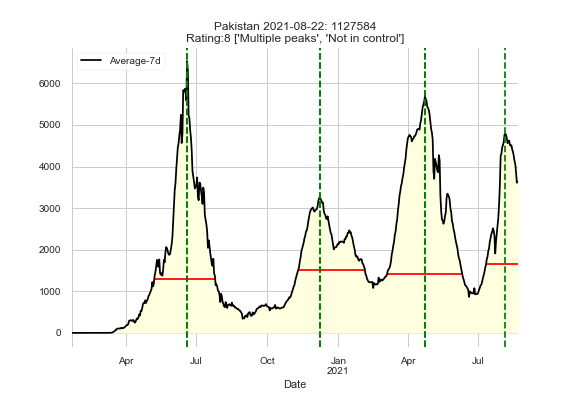 Pakistan 2021-08-22: 1127584
Rating:8 ['Multiple peaks', 'Not in control']
Average-7d
6000
5000
4000
3000
2000
1000
0
Apr Jul Oct Jan Apr Jul
2021
Date